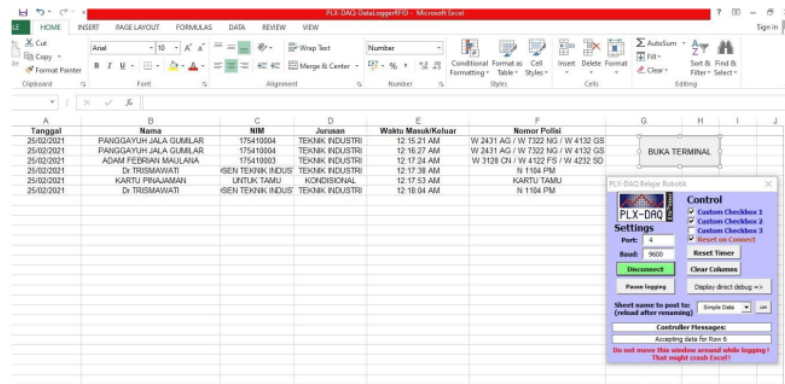 PLX-DAQ-DataLoggerRFID - Microsoft Excel
HOME INSERT PAGE LAYOUT FORMULAS DATA REVIEW VIEW Sign in
Cut
Copy
Format Painter
Clipboard
Arial 10
B I U
Font
Wrap Text
Merge & Center
Alignment
Number
% ,
Number
Conditional Formatting Format as Table Cell Styles
Styles
Insert Delete Format
Cells
AutoSum
Fill
Clear
Sort & Filter Find & Select
Editing
fx
A B C D E F G H I J
Tanggal Nama NIM Jurusan Waktu Masuk/Keluar Nomor Polisi
25/02/2021 PANGGAYUH JALA GUMILAR 175410004 TEKNIK INDUSTRI 12:15:21 AM W 2431 AG / W 7322 NG / W 4132 GS
25/02/2021 PANGGAYUH JALA GUMILAR 175410004 TEKNIK INDUSTRI 12:16:27 AM W 2431 AG / W 7322 NG / W 4132 GS
25/02/2021 ADAM FEBRIAN MAULANA 175410003 TEKNIK INDUSTRI 12:17:24 AM W 3128 CN / W 4122 FS / W 4232 SD
25/02/2021 Dr TRISMAWATI SEN TEKNIK INDUS TEKNIK INDUSTRI 12:17:38 AM N 1104 PM
25/02/2021 KARTU PINAJAMAN UNTUK TAMU KONDISIONAL 12:17:53 AM KARTU TAMU
25/02/2021 Dr TRISMAWATI SEN TEKNIK INDUS TEKNIK INDUSTRI 12:18:04 AM N 1104 PM
BUKA TERMINAL
PLX-DAQ Belajar Robotik
PLX-DAQ
Control
Custom Checkbox 1
Custom Checkbox 2
Custom Checkbox 3
Reset on Connect
Settings
Port: 4
Baud: 9600
Reset Timer
Disconnect
Clear Columns
Pause logging
Display direct debug =>
Sheet name to post to:
(reload after renaming)
Simple Data
Controller Messages:
Accepting data for Row 6
Do not move this window around while logging !
That might crash Excel !